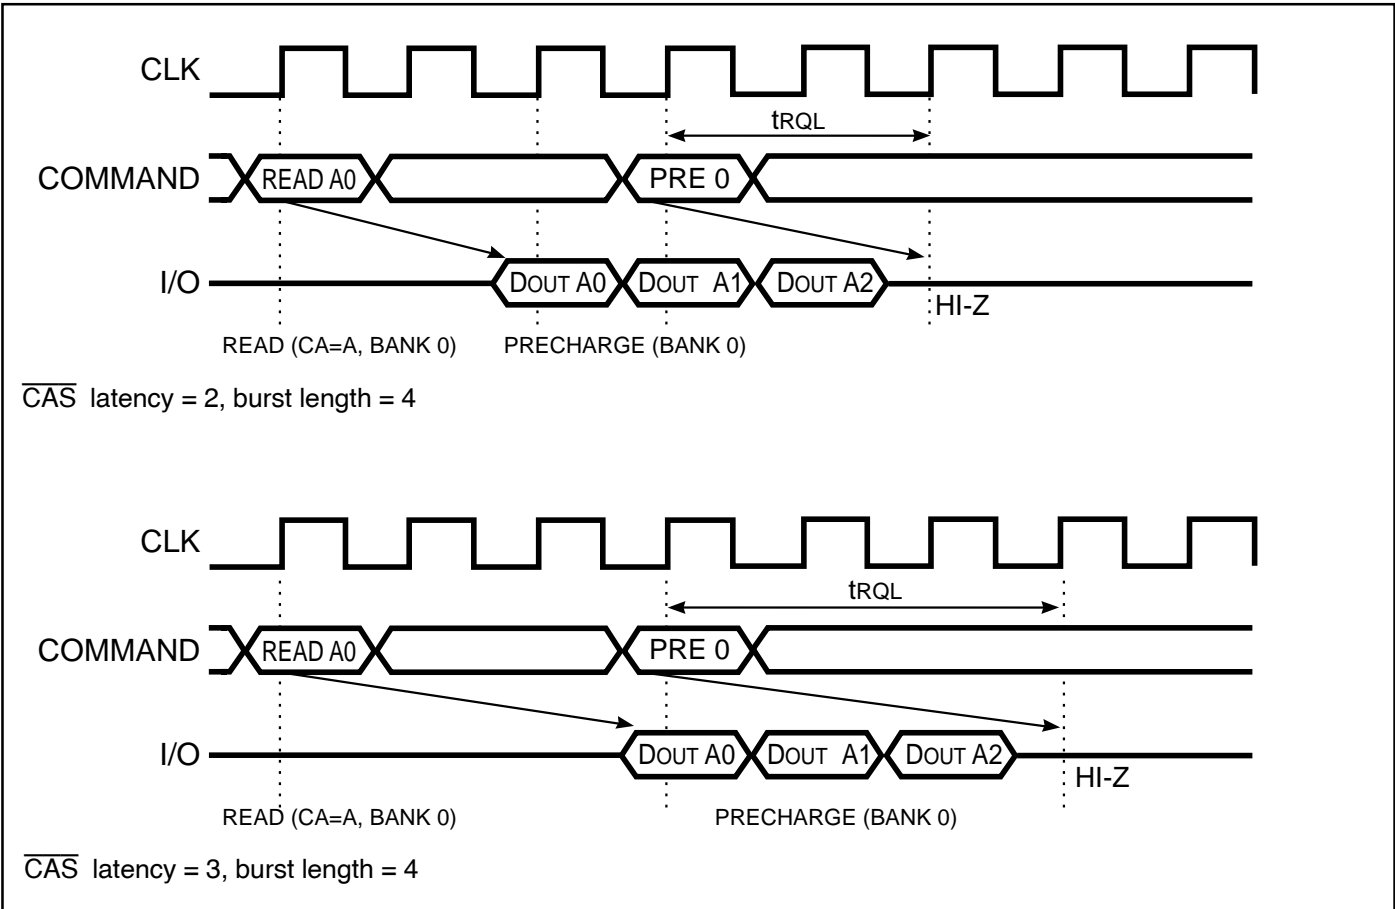 CLK
tRQL
COMMAND READ A0 PRE 0
I/O DOUT A0 DOUT A1 DOUT A2
HI-Z
READ (CA=A, BANK 0) PRECHARGE (BANK 0)
CAS latency = 2, burst length = 4
CLK
tRQL
COMMAND READ A0 PRE 0
I/O DOUT A0 DOUT A1 DOUT A2
HI-Z
READ (CA=A, BANK 0) PRECHARGE (BANK 0)
CAS latency = 3, burst length = 4